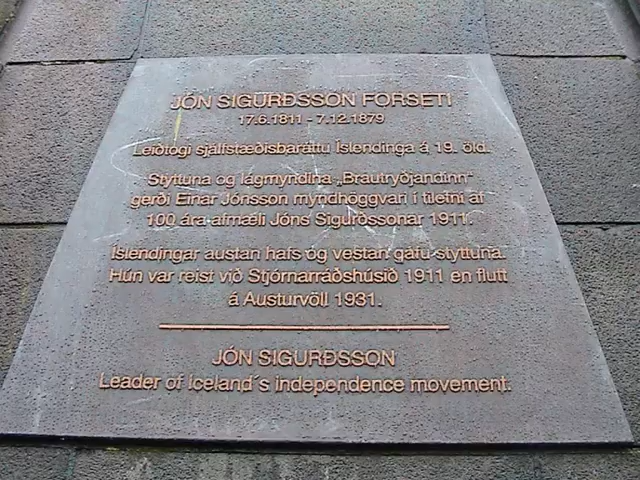 JÓN SIGURÐSSON FORSETI
17.6.1811 - 7.12.1879
Leiðtogi sjálfstæðisbaráttu Íslendinga á 19. öld.
Styttuna og lágmyndina „Brautryðjandinn“
gerði Einar Jónsson myndhöggvari í tilefni af
100 ára afmæli Jóns Sigurðssonar 1911.
Íslendingar austan hafs og vestan gáfu styttuna.
Hún var reist við Stjórnarráðshúsið 1911 en flutt
á Austurvöll 1931.
JÓN SIGURÐSSON
Leader of Iceland´s independence movement.